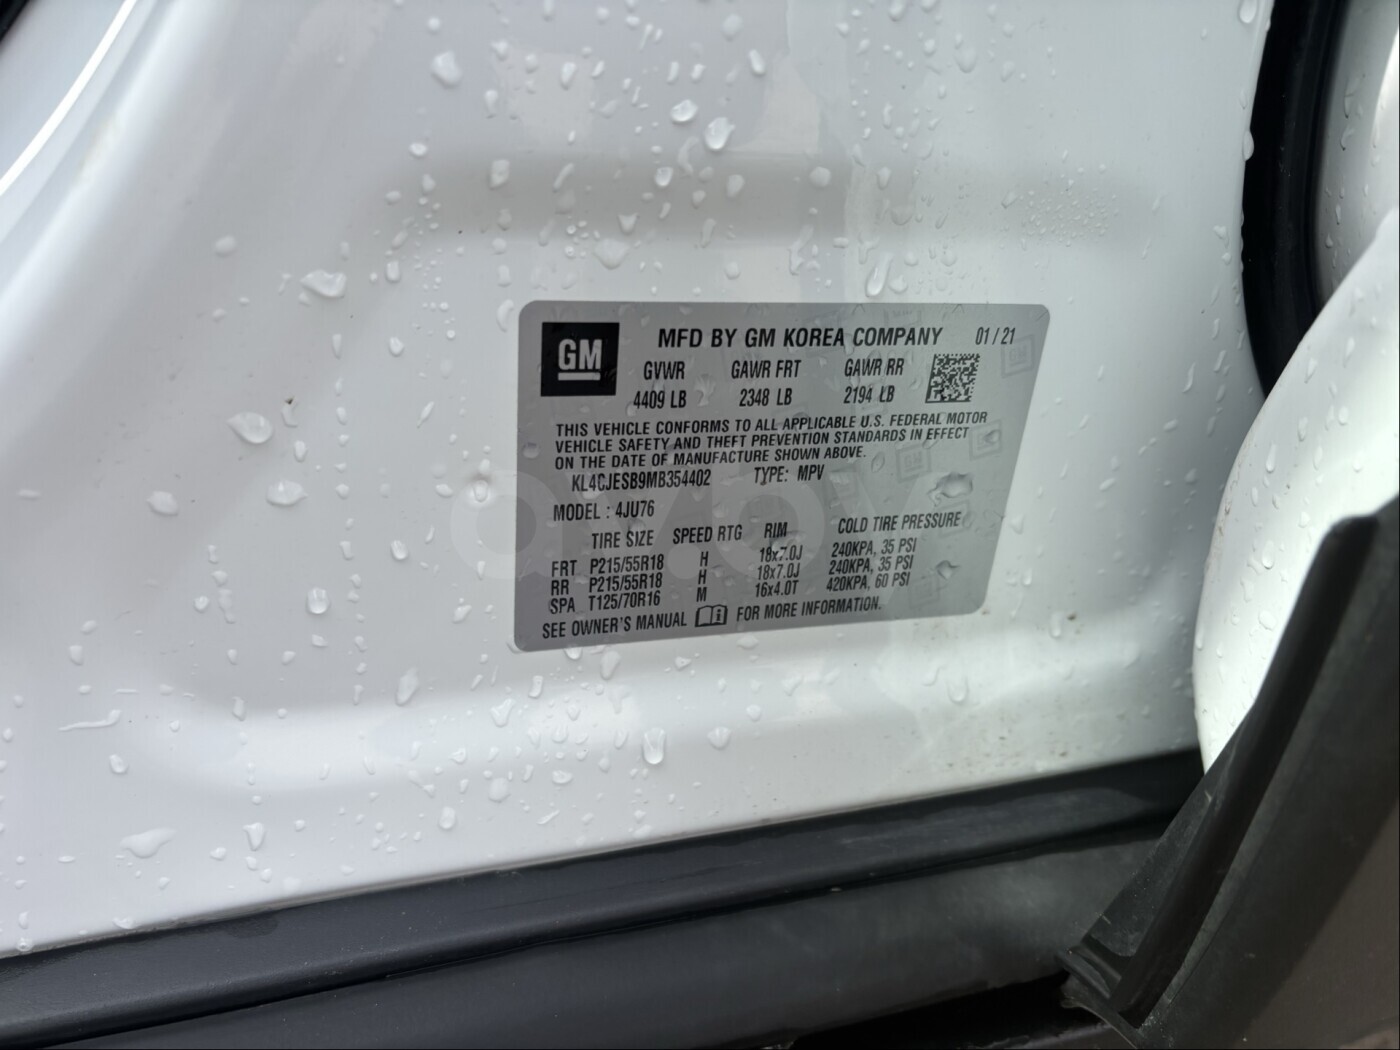 GM
MFD BY GM KOREA COMPANY 01 / 21
GVWR GAWR FRT GAWR RR
4409 LB 2348 LB 2194 LB
THIS VEHICLE CONFORMS TO ALL APPLICABLE U.S. FEDERAL MOTOR
VEHICLE SAFETY AND THEFT PREVENTION STANDARDS IN EFFECT
ON THE DATE OF MANUFACTURE SHOWN ABOVE.
KL4CJESB9MB354402 TYPE: MPV
MODEL : 4JU76
TIRE SIZE SPEED RTG RIM COLD TIRE PRESSURE
FRT P215/55R18 H 18x7.0J 240KPA, 35 PSI
RR P215/55R18 H 18x7.0J 240KPA, 35 PSI
SPA T125/70R16 M 16x4.0T 420KPA, 60 PSI
SEE OWNER'S MANUAL FOR MORE INFORMATION.
av.by